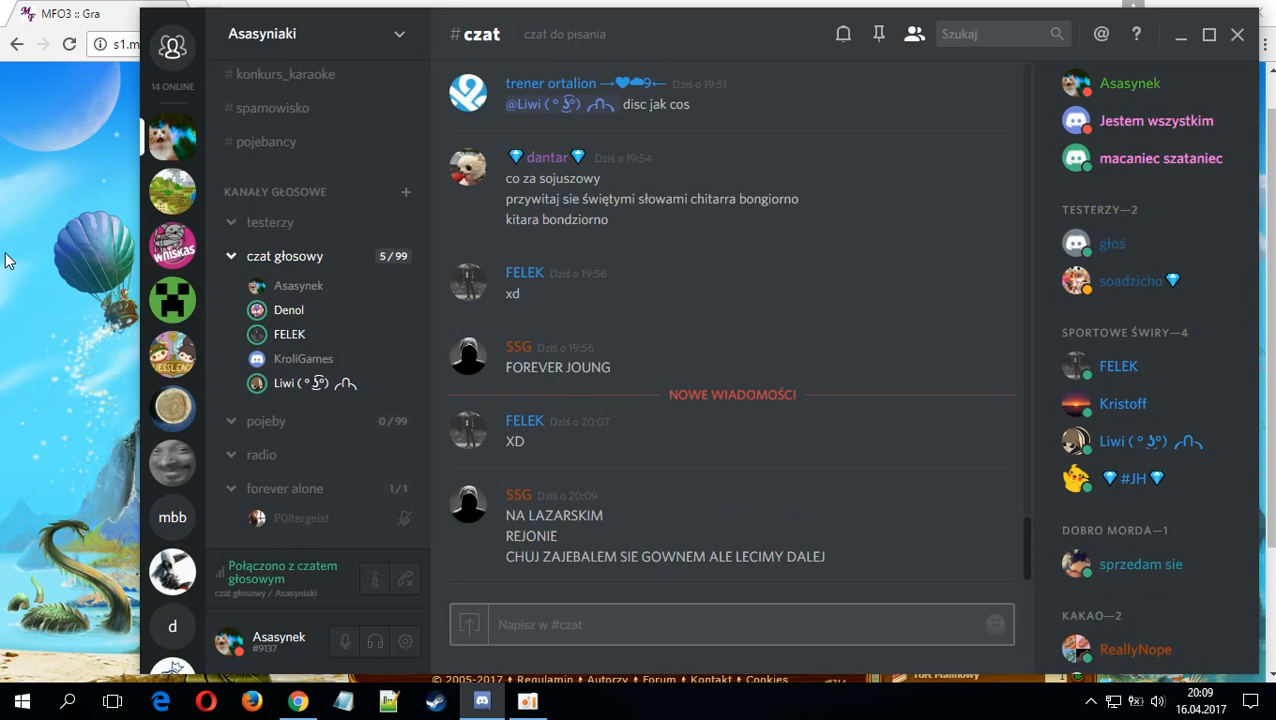 MFO3 :: Gra
s1.m
14 ONLINE
mbb
d
Asasyniaki
# konkurs_karaoke
# spamowisko
# pojebancy
KANAŁY GŁOSOWE
testerzy
czat głosowy 5/99
Asasynek
Denol
FELEK
KroliGames
Liwi ( ͡° ͜ʖ ͡°) ╭∩╮
pojeby 0/99
radio
forever alone 1/1
P0ltergeist
Połączono z czatem
głosowym
czat głosowy / Asasyniaki
Asasynek
#9137
#czat czat do pisania
Szukaj
trener ortalion →♥☁9← Dziś o 19:51
@Liwi ( ͡° ͜ʖ ͡°) ╭∩╮ disc jak cos
💎dantar💎 Dziś o 19:54
co za sojuszowy
przywitaj sie świętymi słowami chitarra bongiorno
kitara bondziorno
FELEK Dziś o 19:56
xd
SSG Dziś o 19:56
FOREVER JOUNG
NOWE WIADOMOŚCI
FELEK Dziś o 20:07
XD
SSG Dziś o 20:09
NA LAZARSKIM
REJONIE
CHUJ ZAJEBALEM SIE GOWNEM ALE LECIMY DALEJ
Napisz w #czat
Asasynek
Jestem wszystkim
macaniec szataniec
TESTERZY—2
głoś
soadzicho💎
SPORTOWE ŚWIRY—4
FELEK
Kristoff
Liwi ( ͡° ͜ʖ ͡°) ╭∩╮
💎#JH💎
DOBRO MORDA—1
sprzedam sie
KAKAO—2
ReallyNope
© 2005-2017 • Regulamin • Autorzy • Forum • Kontakt • Cookies
20:09
16.04.2017